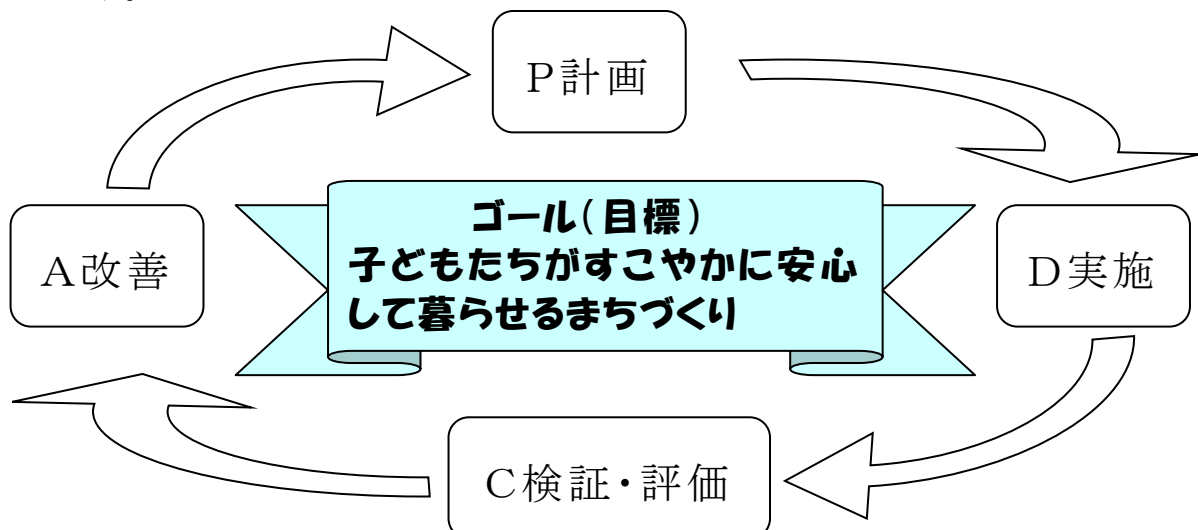 P計画
ゴール(目標)
子どもたちがすこやかに安心
して暮らせるまちづくり
A改善
D実施
C検証・評価